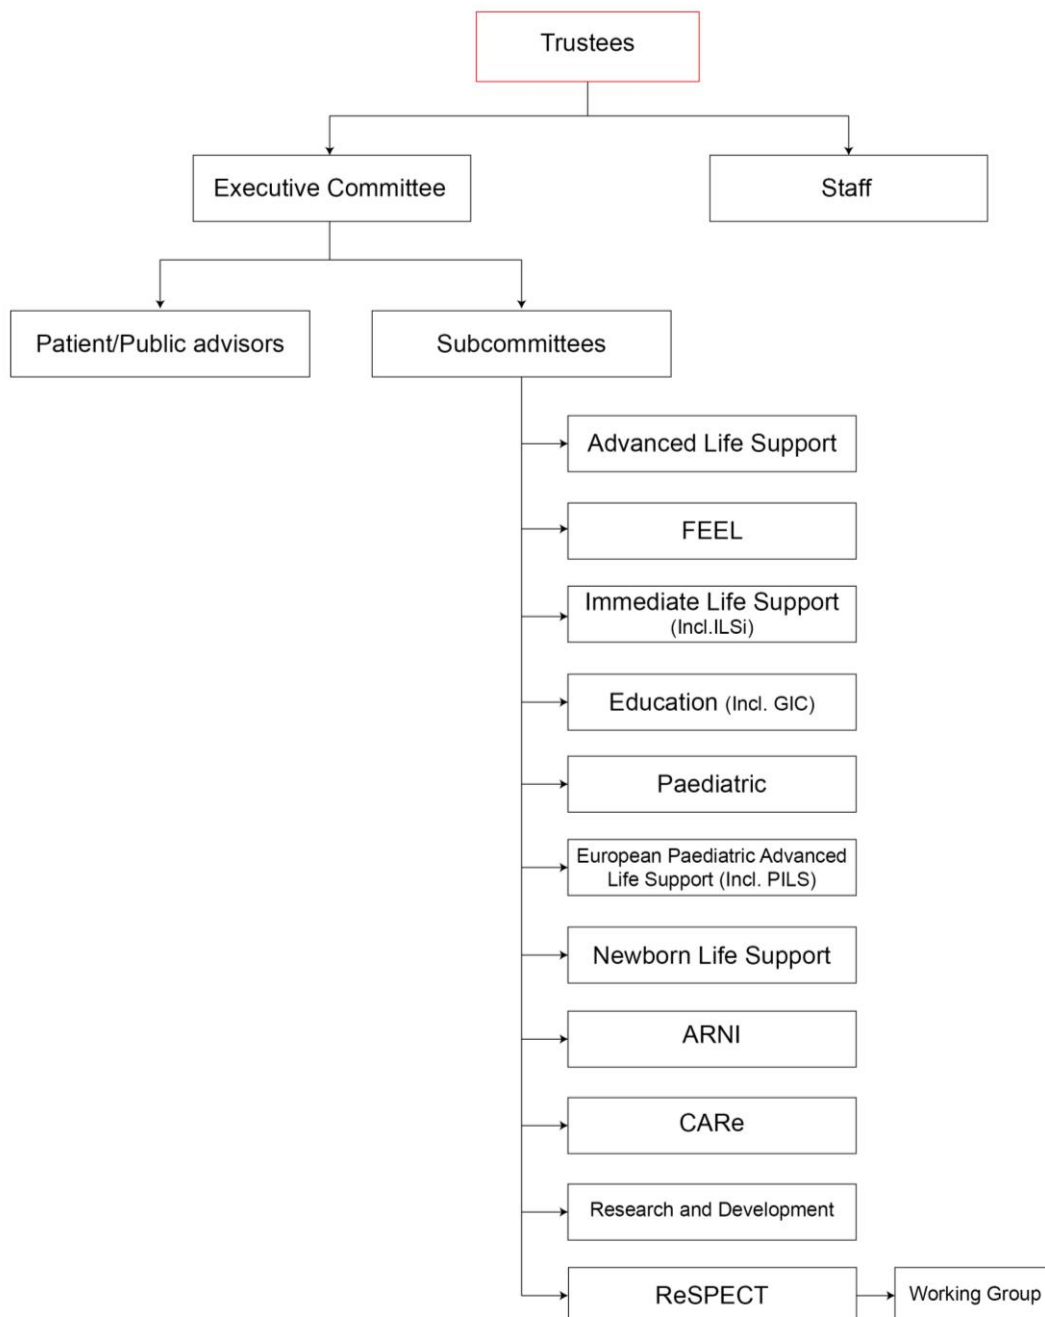 Trustees
Executive Committee
Staff
Patient/Public advisors
Subcommittees
Advanced Life Support
FEEL
Immediate Life Support
(Incl.ILSi)
Education (Incl. GIC)
Paediatric
European Paediatric Advanced
Life Support (Incl. PILS)
Newborn Life Support
ARNI
CARe
Research and Development
ReSPECT
Working Group